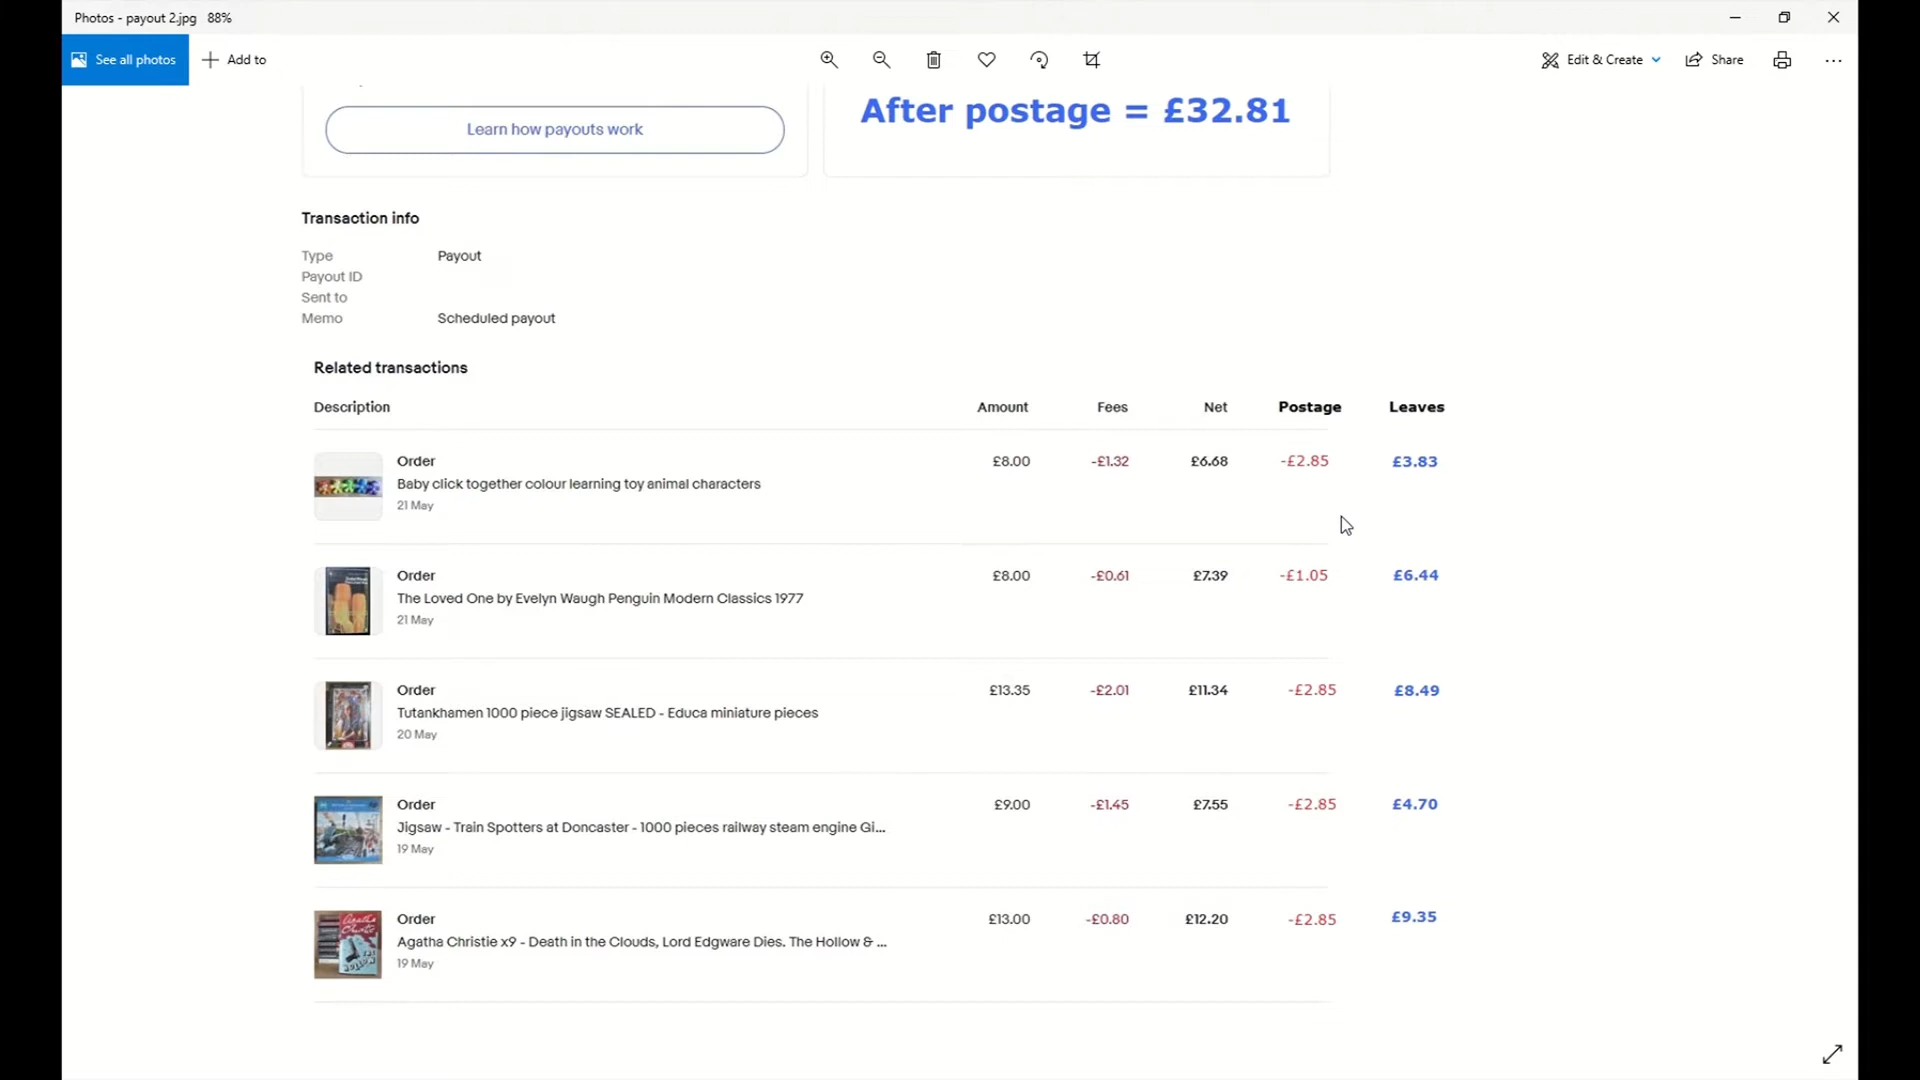 Photos - payout 2.jpg 88%
See all photos
Add to
Edit & Create
Share
Learn how payouts work
After postage = £32.81
Transaction info
Type Payout
Payout ID
Sent to
Memo Scheduled payout
Related transactions
Description Amount Fees Net Postage Leaves
Order £8.00 -£1.32 £6.68 -£2.85 £3.83
Baby click together colour learning toy animal characters
21 May
Order £8.00 -£0.61 £7.39 -£1.05 £6.44
The Loved One by Evelyn Waugh Penguin Modern Classics 1977
21 May
Order £13.35 -£2.01 £11.34 -£2.85 £8.49
Tutankhamen 1000 piece jigsaw SEALED - Educa miniature pieces
20 May
Order £9.00 -£1.45 £7.55 -£2.85 £4.70
Jigsaw - Train Spotters at Doncaster - 1000 pieces railway steam engine Gi...
19 May
Order £13.00 -£0.80 £12.20 -£2.85 £9.35
Agatha Christie x9 - Death in the Clouds, Lord Edgware Dies. The Hollow & ...
19 May